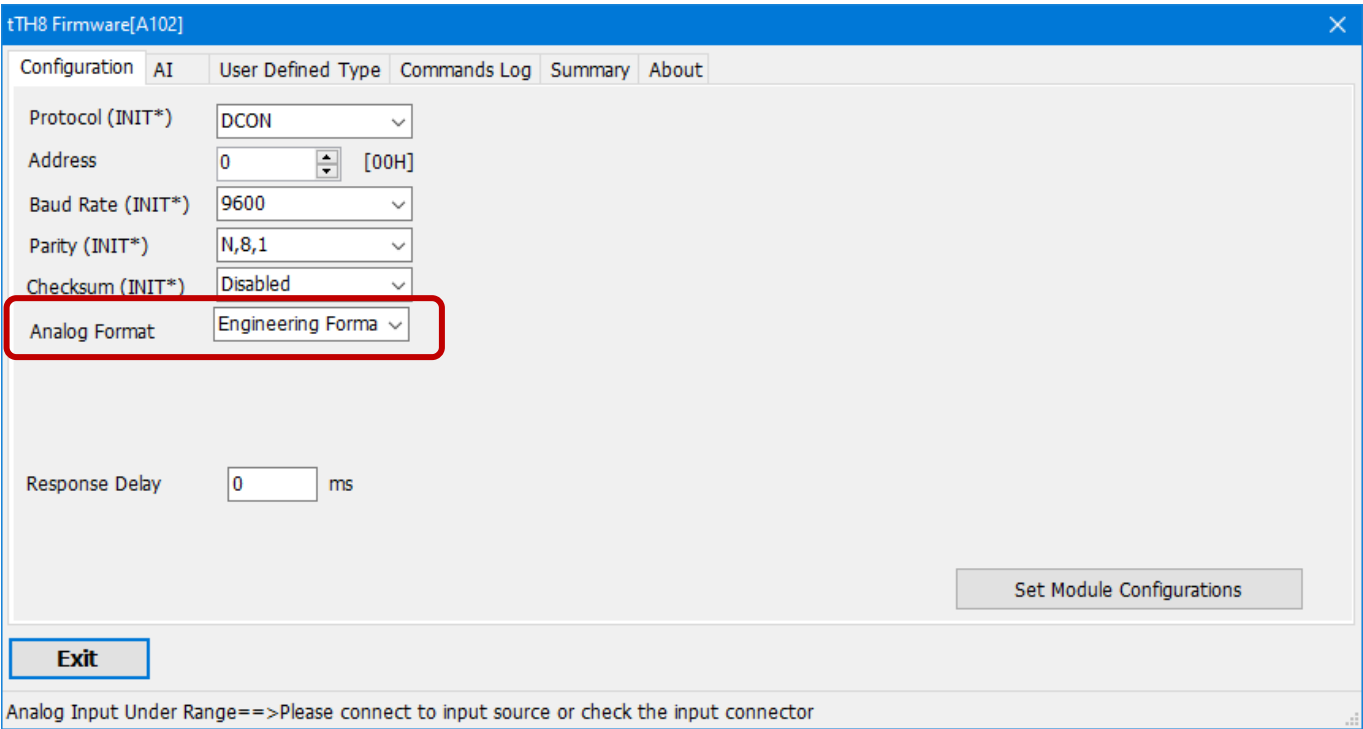 tTH8 Firmware[A102]
Configuration AI User Defined Type Commands Log Summary About
Protocol (INIT*) DCON
Address 0 [00H]
Baud Rate (INIT*) 9600
Parity (INIT*) N,8,1
Checksum (INIT*) Disabled
Analog Format Engineering Forma
Response Delay 0 ms
Set Module Configurations
Exit
Analog Input Under Range==>Please connect to input source or check the input connector